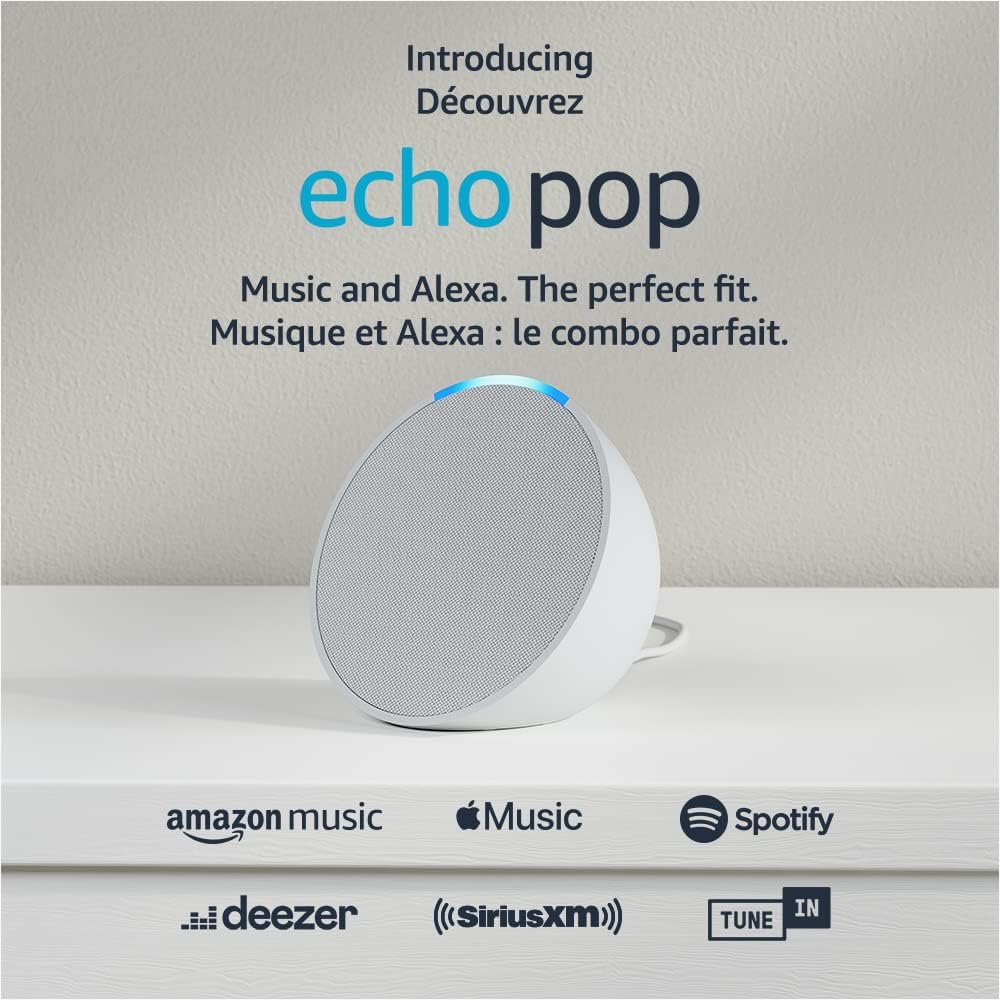 Introducing
Découvrez
echo pop
Music and Alexa. The perfect fit.
Musique et Alexa : le combo parfait.
amazon music
Music
Spotify
deezer
SiriusXM
TUNE IN